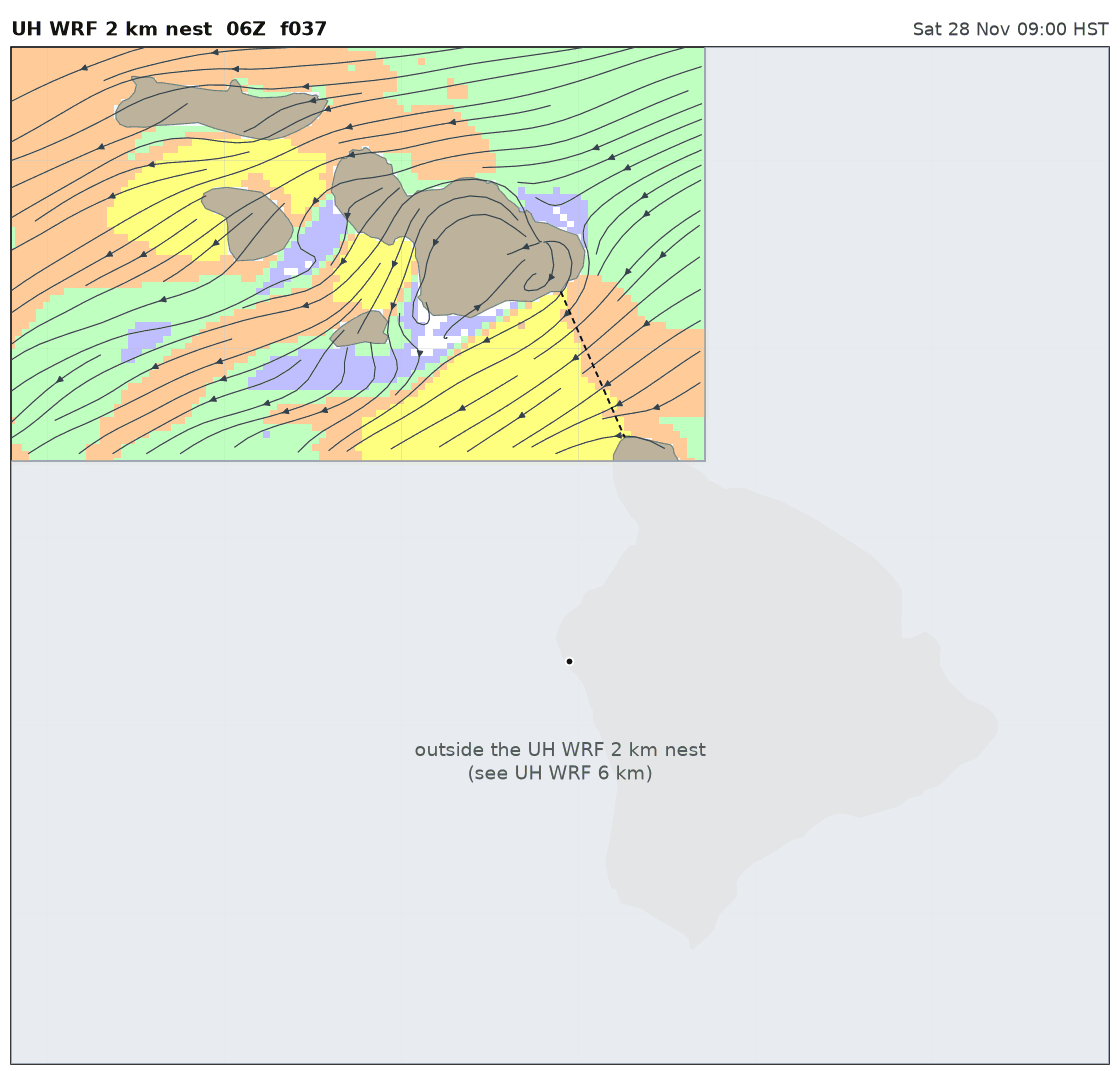 UH WRF 2 km nest  06Z  f037
Sat 28 Nov 09:00 HST
outside the UH WRF 2 km nest
(see UH WRF 6 km)